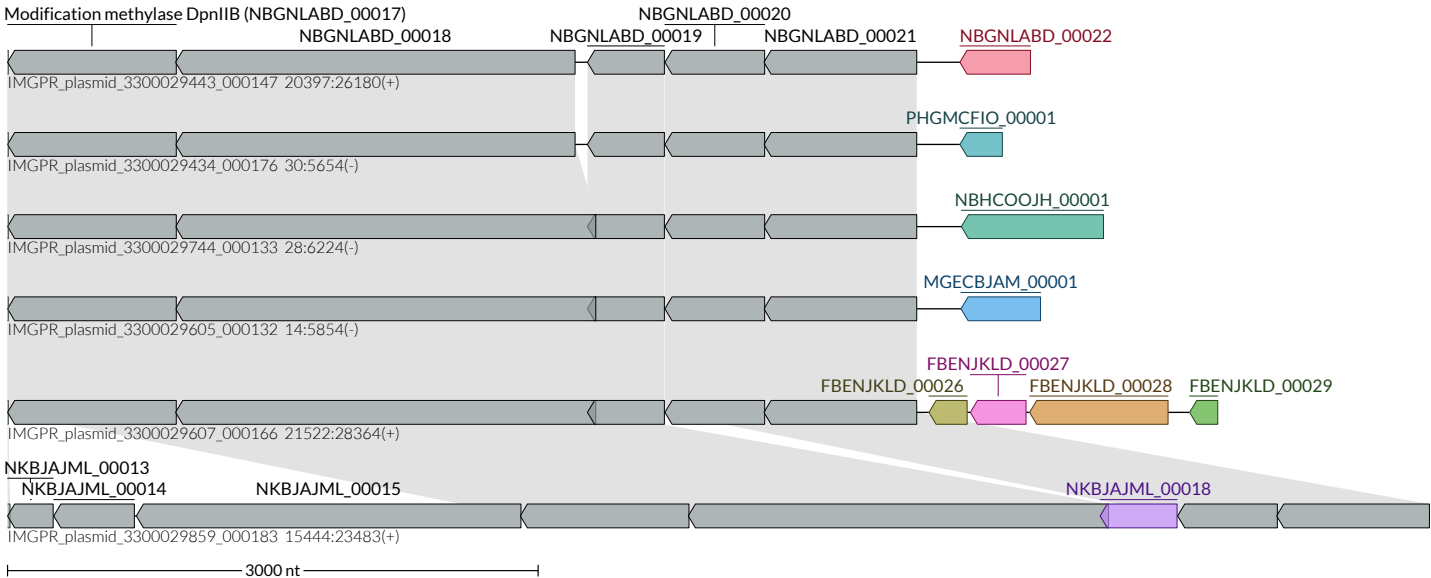 Modification methylase DpnIIB (NBGNLABD_00017)
NBGNLABD_00020
NBGNLABD_00018
NBGNLABD_00019
NBGNLABD_00021
NBGNLABD_00022
IMGPR_plasmid_3300029443_000147 20397:26180(+)
PHGMCFIO_00001
IMGPR_plasmid_3300029434_000176 30:5654(-)
NBHCOOJH_00001
IMGPR_plasmid_3300029744_000133 28:6224(-)
MGECBJAM_00001
IMGPR_plasmid_3300029605_000132 14:5854(-)
FBENJKLD_00027
FBENJKLD_00026
FBENJKLD_00028
FBENJKLD_00029
IMGPR_plasmid_3300029607_000166 21522:28364(+)
NKBJAJML_00013
NKBJAJML_00014
NKBJAJML_00015
NKBJAJML_00018
IMGPR_plasmid_3300029859_000183 15444:23483(+)
3000 nt